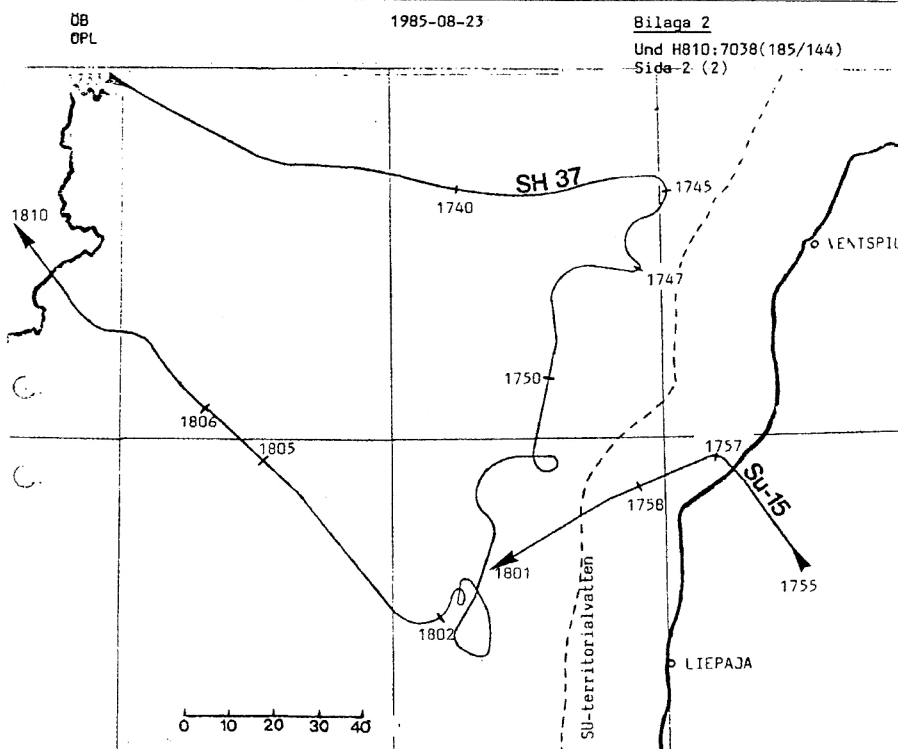 ÖB
ÖPL
1985-08-23
Bilaga 2
Und H810:7038(185/144)
Sida 2 (2)
SH 37
1740
1745
1810
VENTSPIL
1747
1750
1806
1805
1757
1758
Su-15
1801
1755
1802
SU-territorialvatten
LIEPAJA
0 10 20 30 40